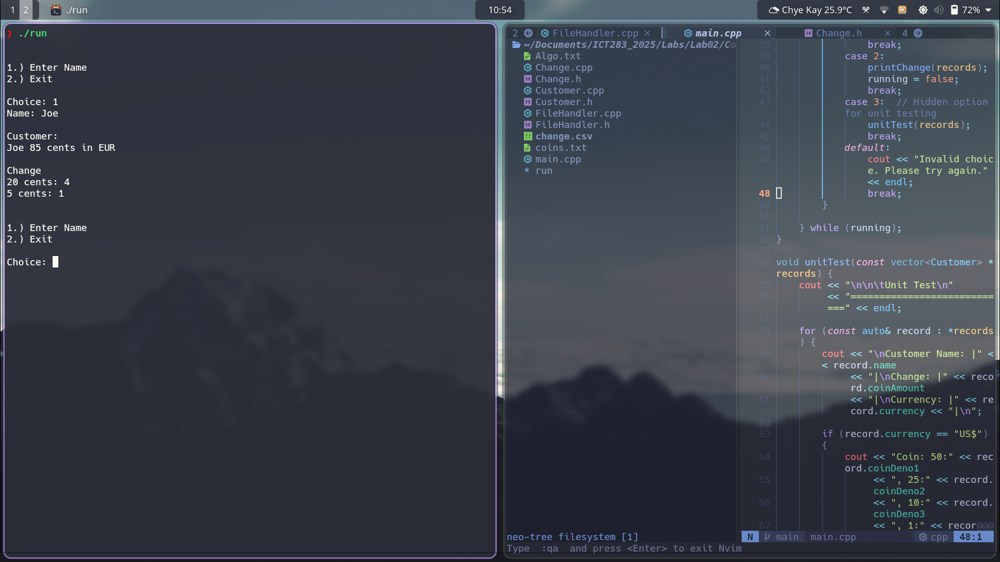 1 2 ./run 10:54 Chye Kay 25.9°C 72%
❯ ./run
1.) Enter Name
2.) Exit
Choice: 1
Name: Joe
Customer:
Joe 85 cents in EUR
Change
20 cents: 4
5 cents: 1
1.) Enter Name
2.) Exit
Choice:
2 FileHandler.cpp × main.cpp × Change.h × 4
~/Documents/ICT283_2025/Labs/Lab02/Co
Algo.txt
Change.cpp
Change.h
Customer.cpp
Customer.h
FileHandler.cpp
FileHandler.h
change.csv
coins.txt
main.cpp
* run
38 break;
39 case 2:
40 printChange(records);
41 running = false;
42 break;
43 case 3: // Hidden option
for unit testing
44 unitTest(records);
45 break;
46 default:
47 cout << "Invalid choic
e. Please try again."
<< endl;
48 break;
49 }
50
51 } while (running);
52 }
53
54 void unitTest(const vector<Customer> *
records) {
55 cout << "\n\n\tUnit Test\n"
56 << "=========================
===" << endl;
57
58 for (const auto& record : *records
) {
59 cout << "\nCustomer Name: |" <
< record.name
60 << "|\nChange: |" << reco
rd.coinAmount
61 << "|\nCurrency: |" << re
cord.currency << "|\n";
62
63 if (record.currency == "US$")
{
64 cout << "Coin: 50:" << rec
ord.coinDeno1
65 << ", 25:" << record.
coinDeno2
66 << ", 10:" << record.
coinDeno3
67 << ", 1:" << recor@@@
neo-tree filesystem [1]
N main main.cpp cpp 48:1
Type :qa and press <Enter> to exit Nvim